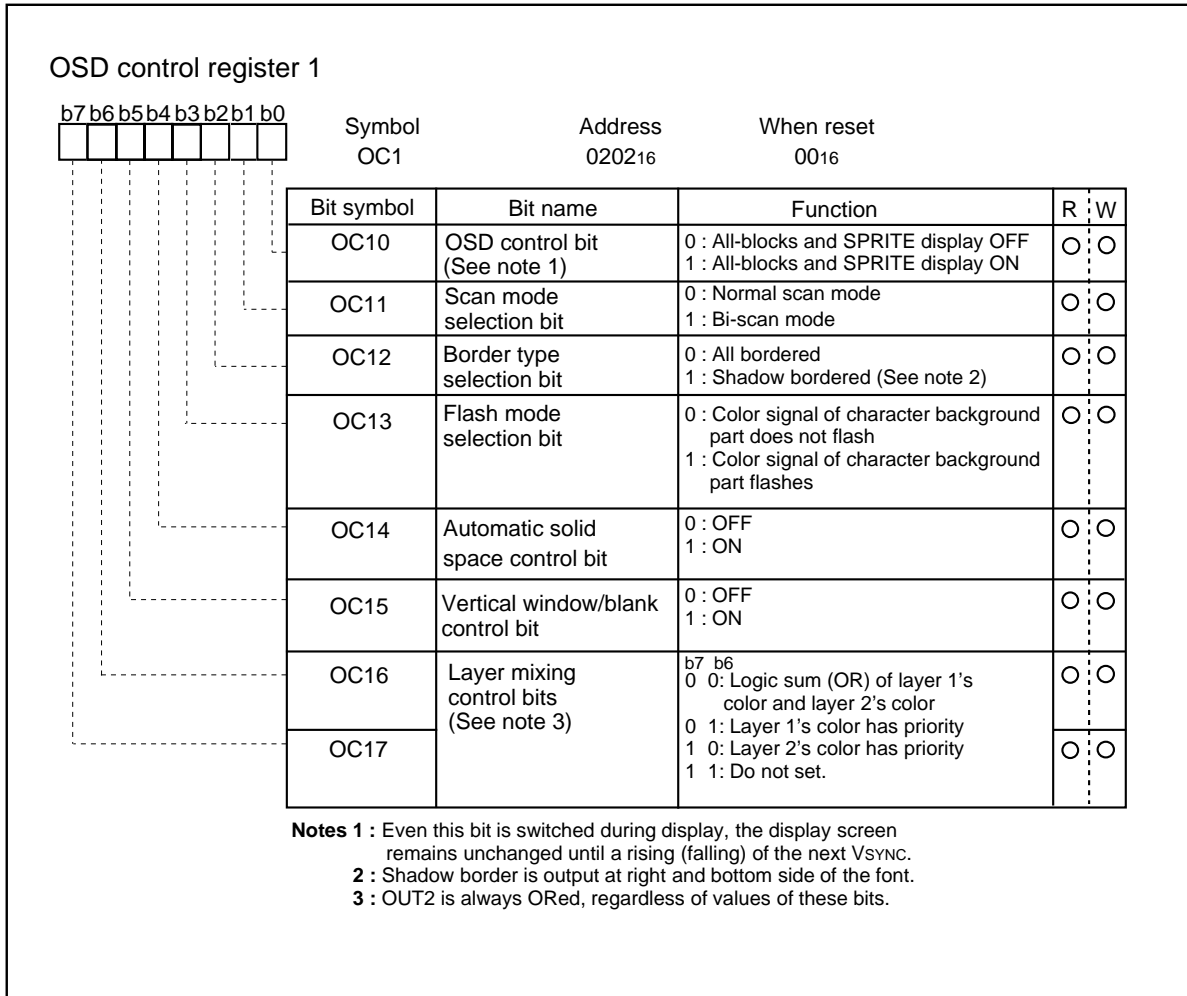 OSD control register 1
b7 b6 b5 b4 b3 b2 b1 b0
Symbol Address When reset
OC1 020216 0016
Bit symbol Bit name Function R W
OC10 OSD control bit (See note 1) 0 : All-blocks and SPRITE display OFF
1 : All-blocks and SPRITE display ON
OC11 Scan mode selection bit 0 : Normal scan mode
1 : Bi-scan mode
OC12 Border type selection bit 0 : All bordered
1 : Shadow bordered (See note 2)
OC13 Flash mode selection bit 0 : Color signal of character background
part does not flash
1 : Color signal of character background
part flashes
OC14 Automatic solid space control bit 0 : OFF
1 : ON
OC15 Vertical window/blank control bit 0 : OFF
1 : ON
OC16 Layer mixing control bits (See note 3) b7 b6
0 0: Logic sum (OR) of layer 1's
color and layer 2's color
0 1: Layer 1's color has priority
OC17 1 0: Layer 2's color has priority
1 1: Do not set.
Notes 1 : Even this bit is switched during display, the display screen
remains unchanged until a rising (falling) of the next VSYNC.
2 : Shadow border is output at right and bottom side of the font.
3 : OUT2 is always ORed, regardless of values of these bits.